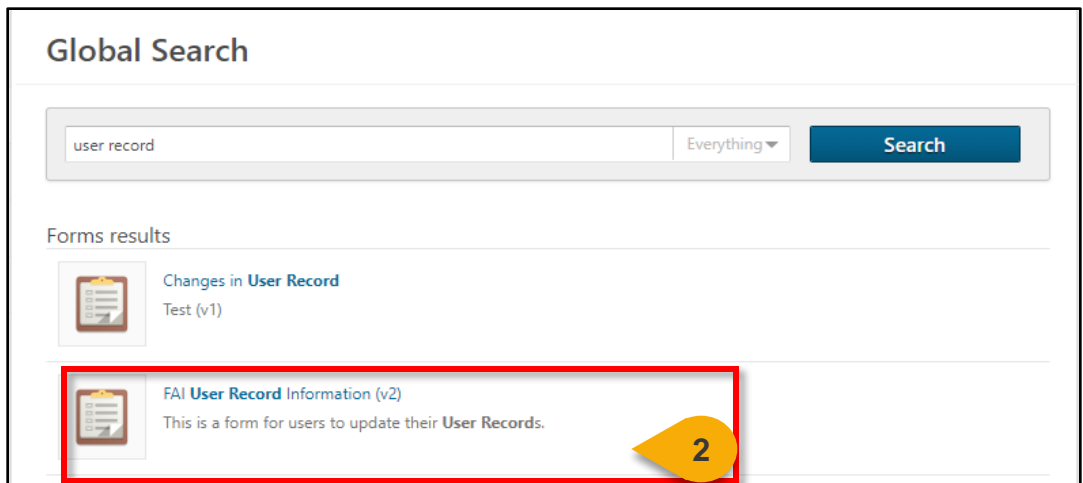 Global Search
user record Everything Search
Forms results
Changes in User Record
Test (v1)
FAI User Record Information (v2)
This is a form for users to update their User Records.
2